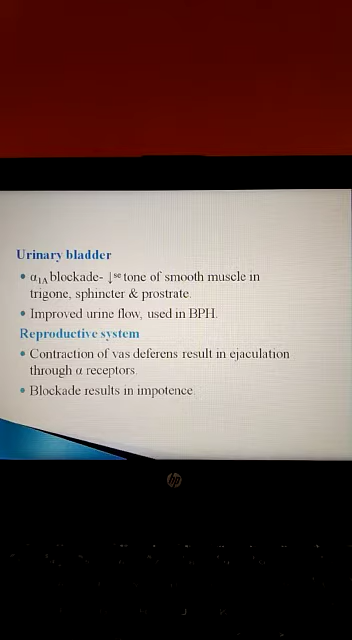 Urinary bladder
• α1A blockade- ↓se tone of smooth muscle in
trigone, sphincter & prostrate.
• Improved urine flow, used in BPH.
Reproductive system
• Contraction of vas deferens result in ejaculation
through α receptors.
• Blockade results in impotence.
hp